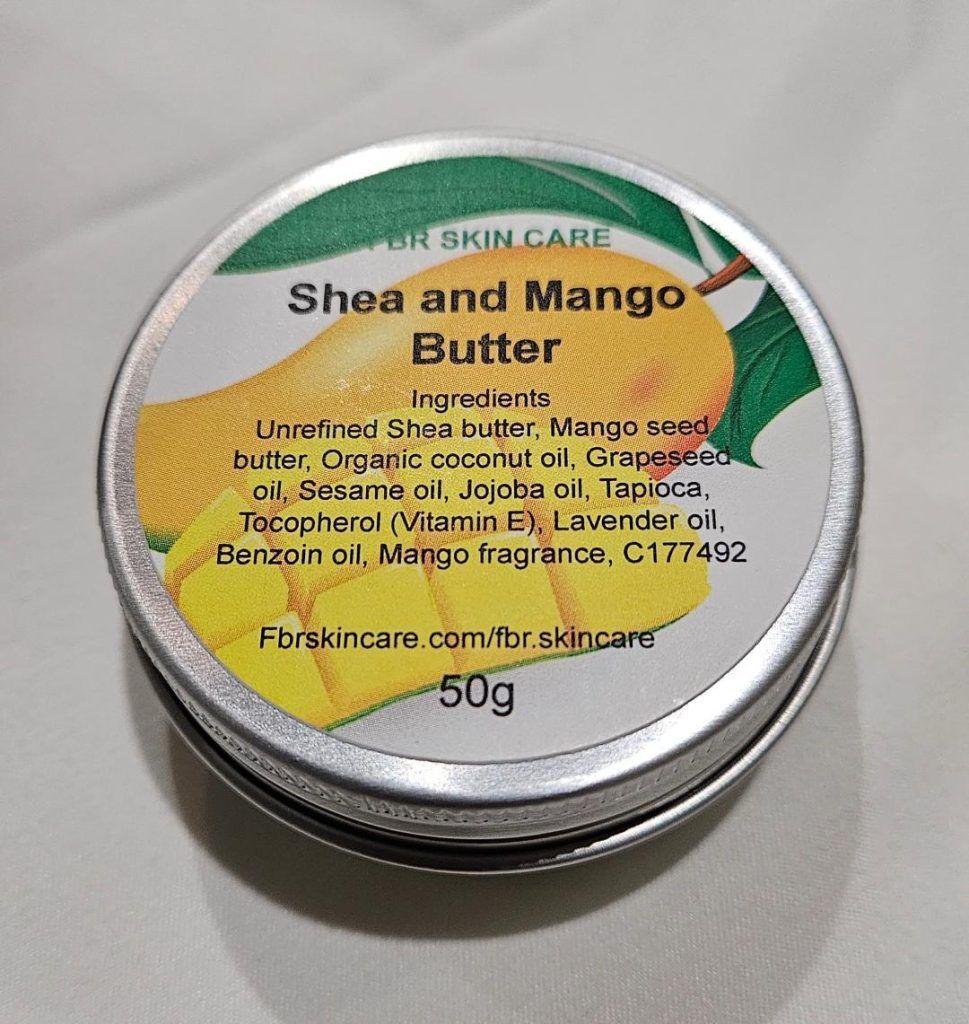 FBR SKIN CARE
Shea and Mango
Butter
Ingredients
Unrefined Shea butter, Mango seed
butter, Organic coconut oil, Grapeseed
oil, Sesame oil, Jojoba oil, Tapioca,
Tocopherol (Vitamin E), Lavender oil,
Benzoin oil, Mango fragrance, C177492
Fbrskincare.com/fbr.skincare
50g